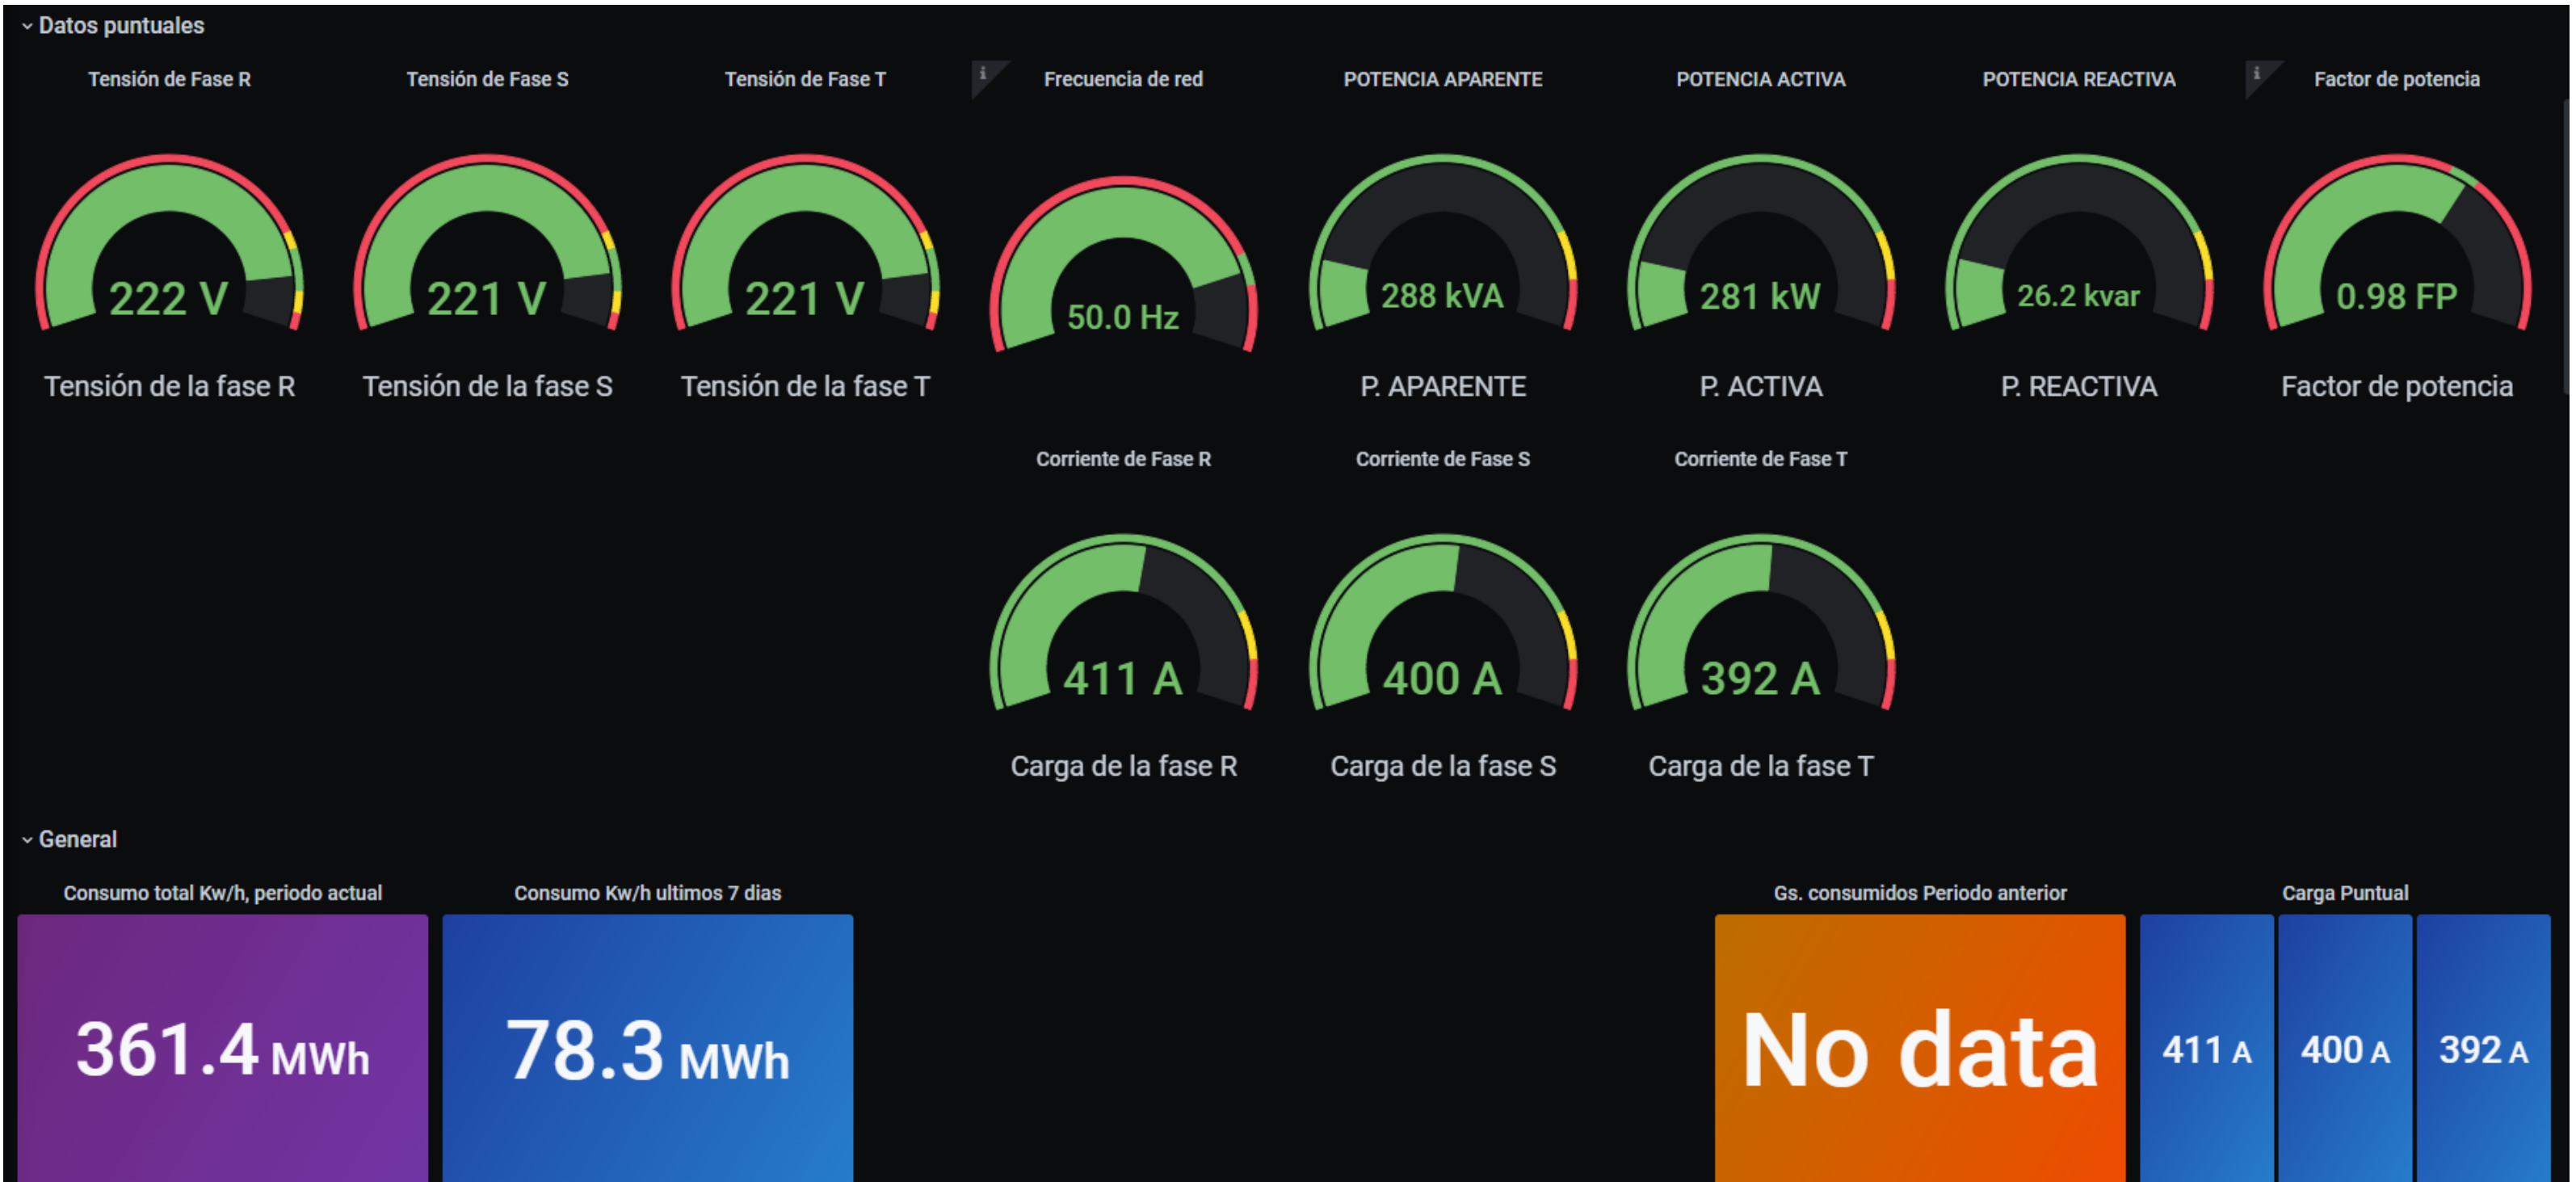 Datos puntuales
Tensión de Fase R
Tensión de Fase S
Tensión de Fase T
Frecuencia de red
POTENCIA APARENTE
POTENCIA ACTIVA
POTENCIA REACTIVA
Factor de potencia
222 V
221 V
221 V
50.0 Hz
288 kVA
281 kW
26.2 kvar
0.98 FP
Tensión de la fase R
Tensión de la fase S
Tensión de la fase T
P. APARENTE
P. ACTIVA
P. REACTIVA
Factor de potencia
Corriente de Fase R
Corriente de Fase S
Corriente de Fase T
411 A
400 A
392 A
Carga de la fase R
Carga de la fase S
Carga de la fase T
General
Consumo total Kw/h, periodo actual
Consumo Kw/h ultimos 7 dias
Gs. consumidos Periodo anterior
Carga Puntual
361.4 MWh
78.3 MWh
No data
411 A
400 A
392 A